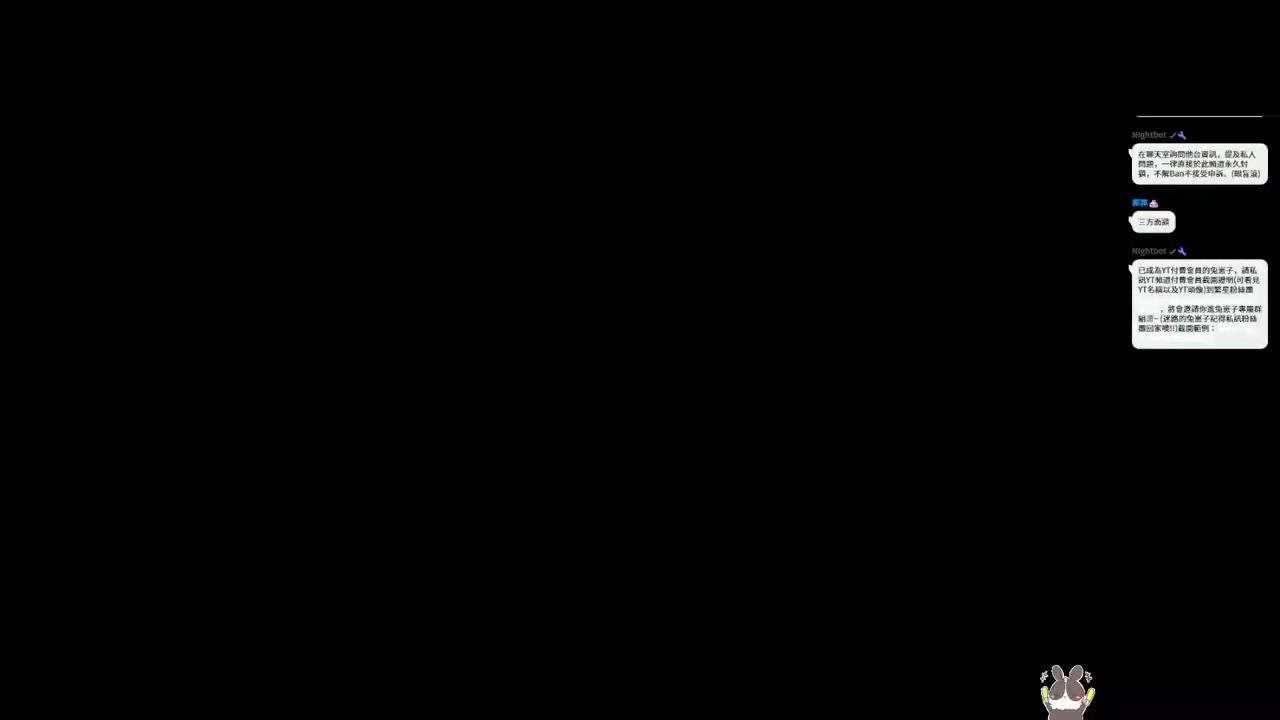 Nightbot
在聊天室詢問他台資訊，提及私人
問題，一律直接於此頻道永久封
鎖，不解Ban不接受申訴。(眼盲滾)
菲菲
三方面談
Nightbot
已成為YT付費會員的兔崽子，請私
訊YT頻道付費會員截圖證明(可看見
YT名稱以及YT頭像)到繁星粉絲團
，將會邀請你進兔崽子專屬群
組~ (迷路的兔崽子記得私訊粉絲
團回家噢!!)截圖範例：